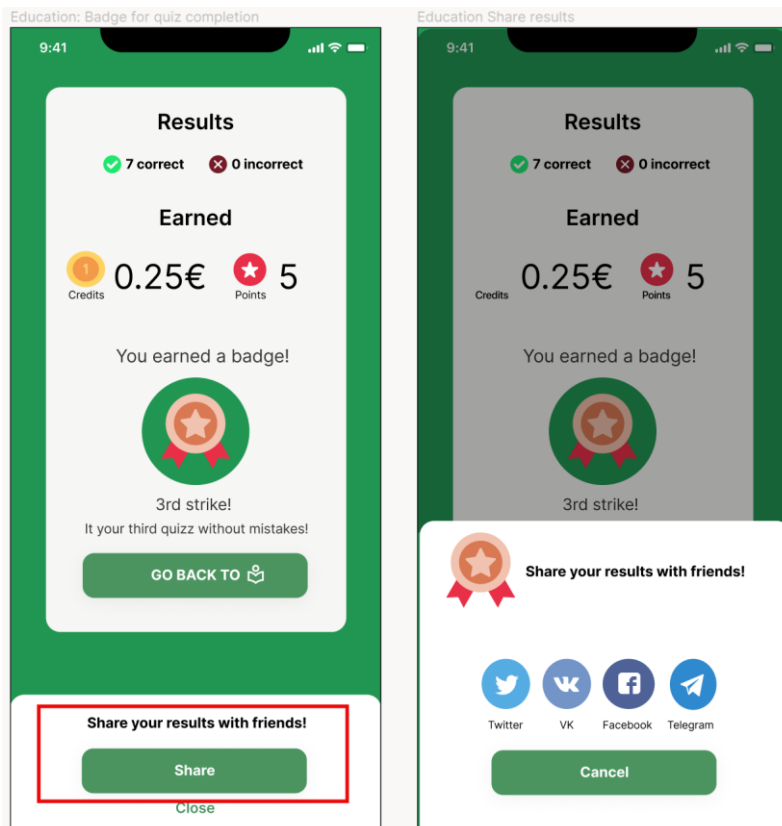 Education: Badge for quiz completion
9:41
Results
7 correct 0 incorrect
Earned
1
Credits
0.25€
Points
5
You earned a badge!
3rd strike!
It your third quizz without mistakes!
GO BACK TO
Share your results with friends!
Share
Close
Education Share results
9:41
Results
7 correct 0 incorrect
Earned
Credits
0.25€
Points
5
You earned a badge!
3rd strike!
Share your results with friends!
Twitter VK Facebook Telegram
Cancel